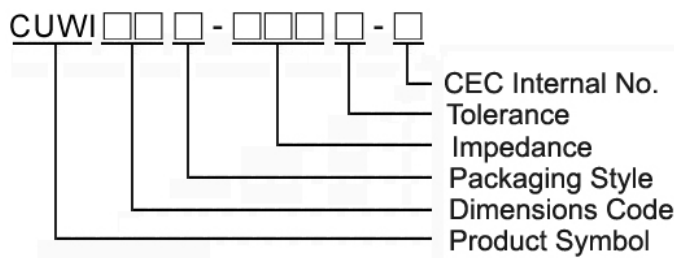 CUWI□□ □ - □□□ □ - □
CEC Internal No.
Tolerance
Impedance
Packaging Style
Dimensions Code
Product Symbol